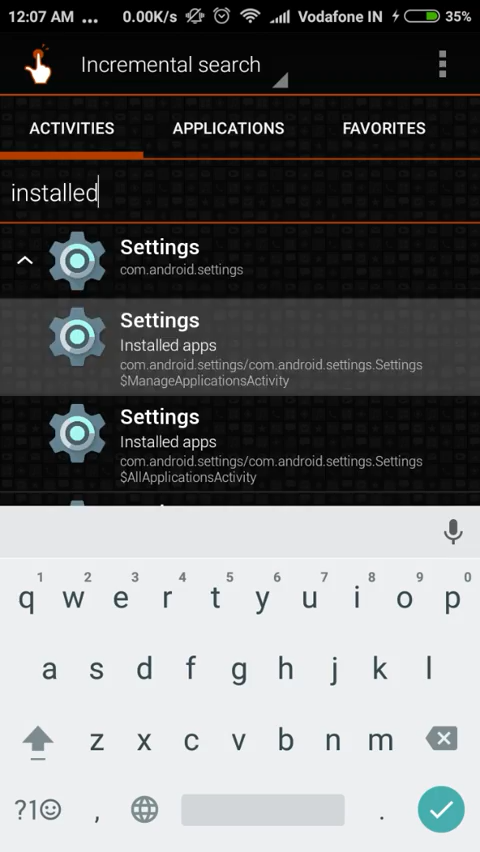 12:07 AM ... 0.00K/s Vodafone IN 35%
Incremental search
ACTIVITIES APPLICATIONS FAVORITES
installed
Settings
com.android.settings
Settings
Installed apps
com.android.settings/com.android.settings.Settings
$ManageApplicationsActivity
Settings
Installed apps
com.android.settings/com.android.settings.Settings
$AllApplicationsActivity
1 2 3 4 5 6 7 8 9 0
q w e r t y u i o p
a s d f g h j k l
z x c v b n m
?1☺ , .